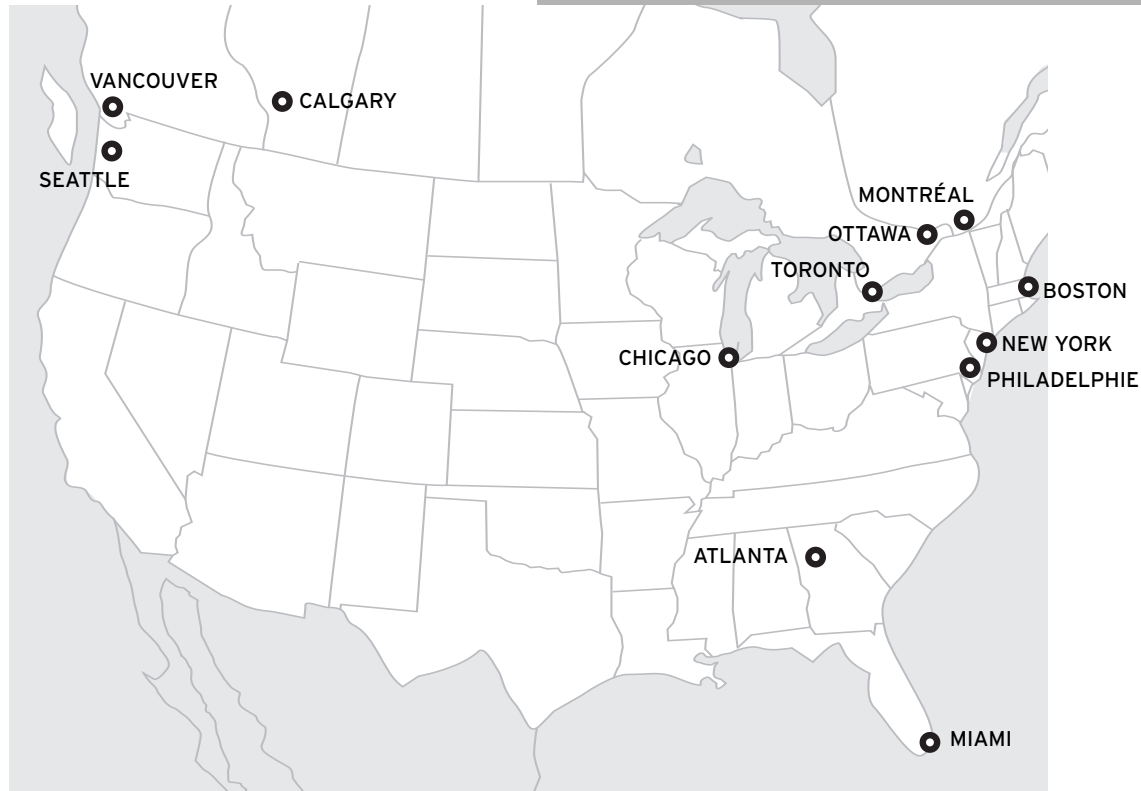 VANCOUVER
CALGARY
SEATTLE
MONTRÉAL
OTTAWA
TORONTO
BOSTON
NEW YORK
CHICAGO
PHILADELPHIE
ATLANTA
MIAMI